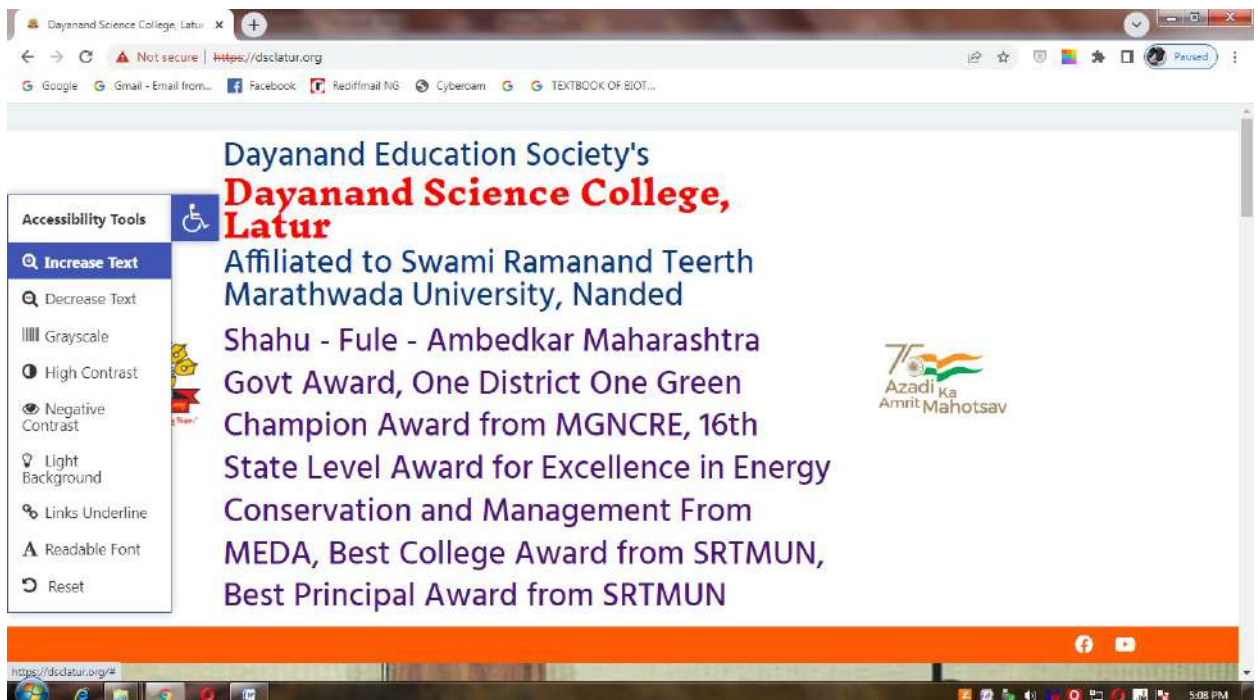 Dayanand Science College, Latur
Not secure | https://dsclatur.org
Paused
Google Gmail - Email from... Facebook Rediffmail NG Cyberoam TEXTBOOK OF BIOT...
Dayanand Education Society's
Dayanand Science College,
Latur
Affiliated to Swami Ramanand Teerth
Marathwada University, Nanded
Shahu - Fule - Ambedkar Maharashtra
Govt Award, One District One Green
Champion Award from MGNCRE, 16th
State Level Award for Excellence in Energy
Conservation and Management From
MEDA, Best College Award from SRTMUN,
Best Principal Award from SRTMUN
Accessibility Tools
Increase Text
Decrease Text
Grayscale
High Contrast
Negative
Contrast
Light
Background
Links Underline
Readable Font
Reset
75
Azadi Ka
Amrit Mahotsav
https://dsclatur.org/#
5:08 PM